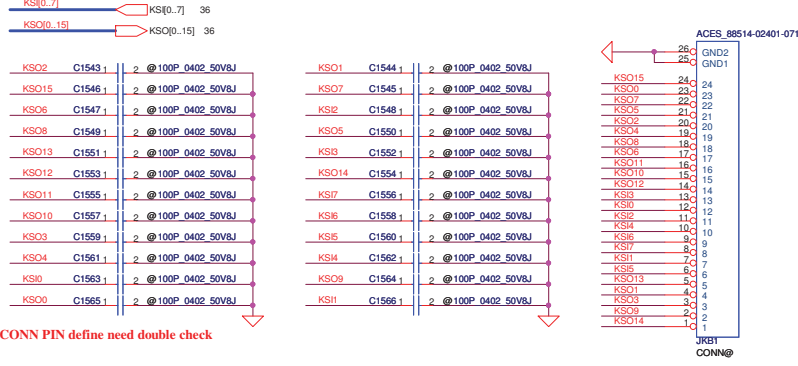 KSI[0..7] KSI[0..7] 36
KSO[0..15] KSO[0..15] 36
KSO2 C1543 1 2 @100P_0402_50V8J
KSO15 C1546 1 2 @100P_0402_50V8J
KSO6 C1547 1 2 @100P_0402_50V8J
KSO8 C1549 1 2 @100P_0402_50V8J
KSO13 C1551 1 2 @100P_0402_50V8J
KSO12 C1553 1 2 @100P_0402_50V8J
KSO11 C1555 1 2 @100P_0402_50V8J
KSO10 C1557 1 2 @100P_0402_50V8J
KSO3 C1559 1 2 @100P_0402_50V8J
KSO4 C1561 1 2 @100P_0402_50V8J
KSI0 C1563 1 2 @100P_0402_50V8J
KSO0 C1565 1 2 @100P_0402_50V8J
CONN PIN define need double check
KSO1 C1544 1 2 @100P_0402_50V8J
KSO7 C1545 1 2 @100P_0402_50V8J
KSI2 C1548 1 2 @100P_0402_50V8J
KSO5 C1550 1 2 @100P_0402_50V8J
KSI3 C1552 1 2 @100P_0402_50V8J
KSO14 C1554 1 2 @100P_0402_50V8J
KSI7 C1556 1 2 @100P_0402_50V8J
KSI6 C1558 1 2 @100P_0402_50V8J
KSI5 C1560 1 2 @100P_0402_50V8J
KSI4 C1562 1 2 @100P_0402_50V8J
KSO9 C1564 1 2 @100P_0402_50V8J
KSI1 C1566 1 2 @100P_0402_50V8J
ACES_88514-02401-071
26 GND2
25 GND1
KSO15 24 24
KSO0 23 23
KSO7 22 22
KSO5 21 21
KSO2 20 20
KSO4 19 19
KSO8 18 18
KSO6 17 17
KSO11 16 16
KSO10 15 15
KSO12 14 14
KSI3 13 13
KSI0 12 12
KSI2 11 11
KSI4 10 10
KSI6 9 9
KSI7 8 8
KSI1 7 7
KSI5 6 6
KSO13 5 5
KSO1 4 4
KSO3 3 3
KSO9 2 2
KSO14 1 1
JKB1
CONN@